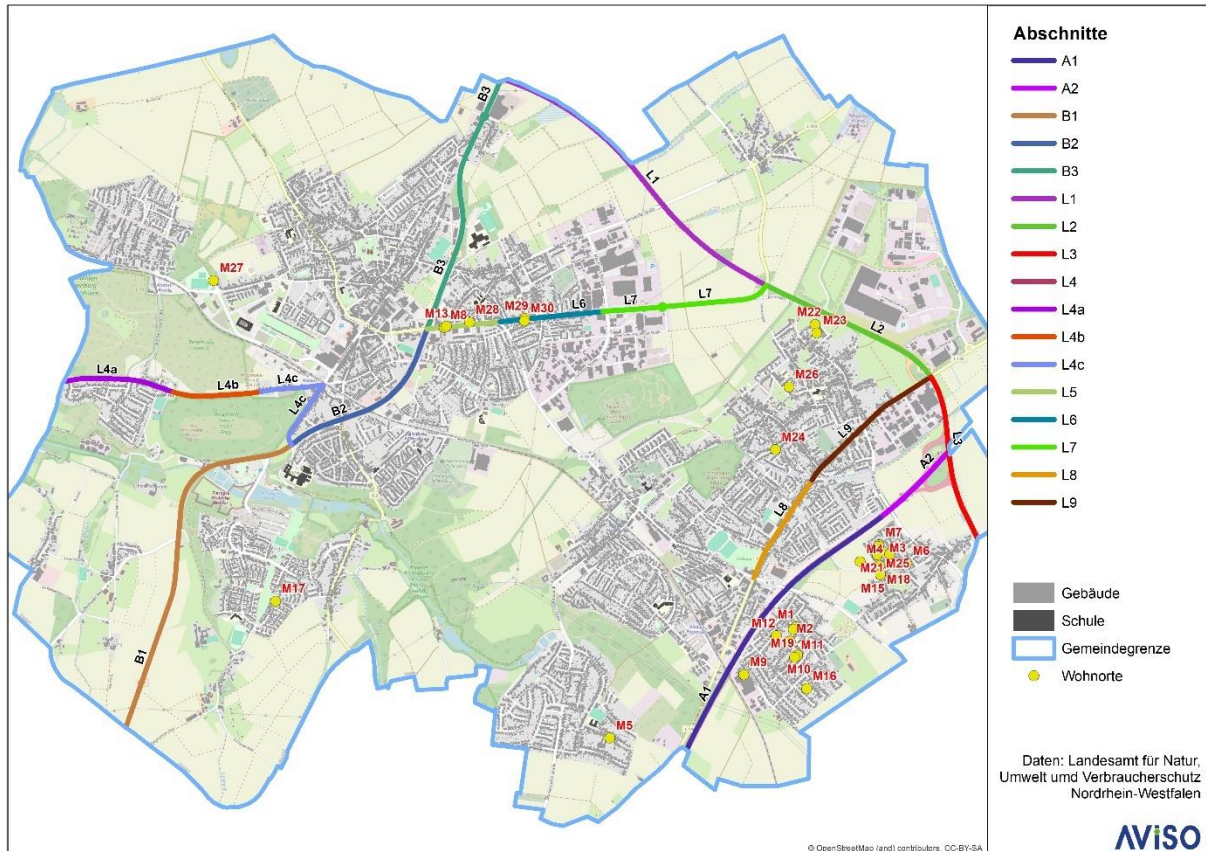 B3
L1
B3
M27
M13
M8
M28
M29
M30
L6
L7
L7
M22
M23
L2
L4a
L4b
L4c
L4c
B2
M26
L9
M24
L3
A2
L8
M7
M4
M3
M6
M21
M25
M18
M15
M17
M1
M12
M2
M19
M11
M10
M9
M16
B1
A1
M5
© OpenStreetMap (and) contributors, CC-BY-SA
Abschnitte
A1
A2
B1
B2
B3
L1
L2
L3
L4
L4a
L4b
L4c
L5
L6
L7
L8
L9
Gebäude
Schule
Gemeindegrenze
Wohnorte
Daten: Landesamt für Natur,
Umwelt und Verbraucherschutz
Nordrhein-Westfalen
AViSO